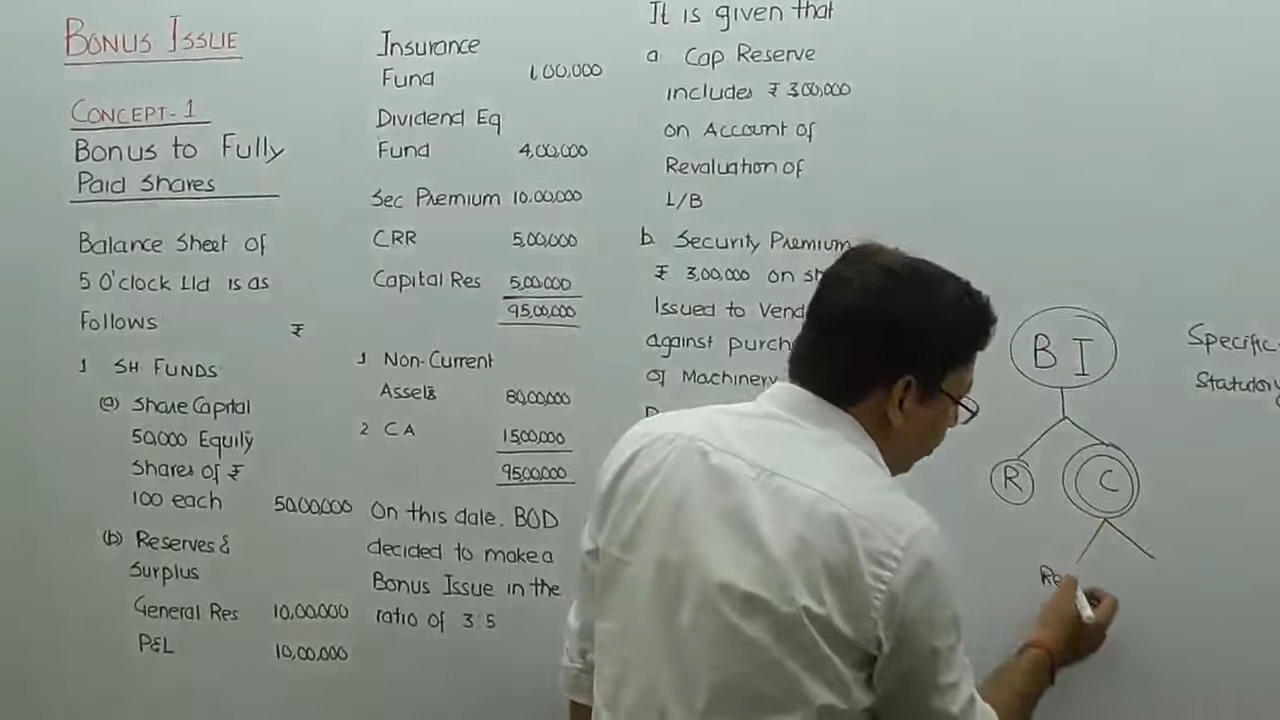 BONUS ISSUE
CONCEPT-1
Bonus to Fully
Paid Shares
Balance Sheet of
5 O'clock Ltd is as
Follows ₹
1 SH FUNDS
(a) Share Capital
50,000 Equity
Shares of ₹
100 each 50,00,000
(b) Reserves &
Surplus
General Res 10,00,000
P&L 10,00,000
Insurance
Fund 1,00,000
Dividend Eq
Fund 4,00,000
Sec Premium 10,00,000
CRR 5,00,000
Capital Res 5,00,000
95,00,000
1 Non-Current
Assets 80,00,000
2 CA 15,00,000
95,00,000
On this date, BOD
decided to make a
Bonus Issue in the
ratio of 3:5
It is given that
a Cap Reserve
includes ₹ 3,00,000
on Account of
Revaluation of
L/B
b. Security Premium
₹ 3,00,000 on
Issued to
against
of Machinery
B I
R C
Re
Specific
Statutory